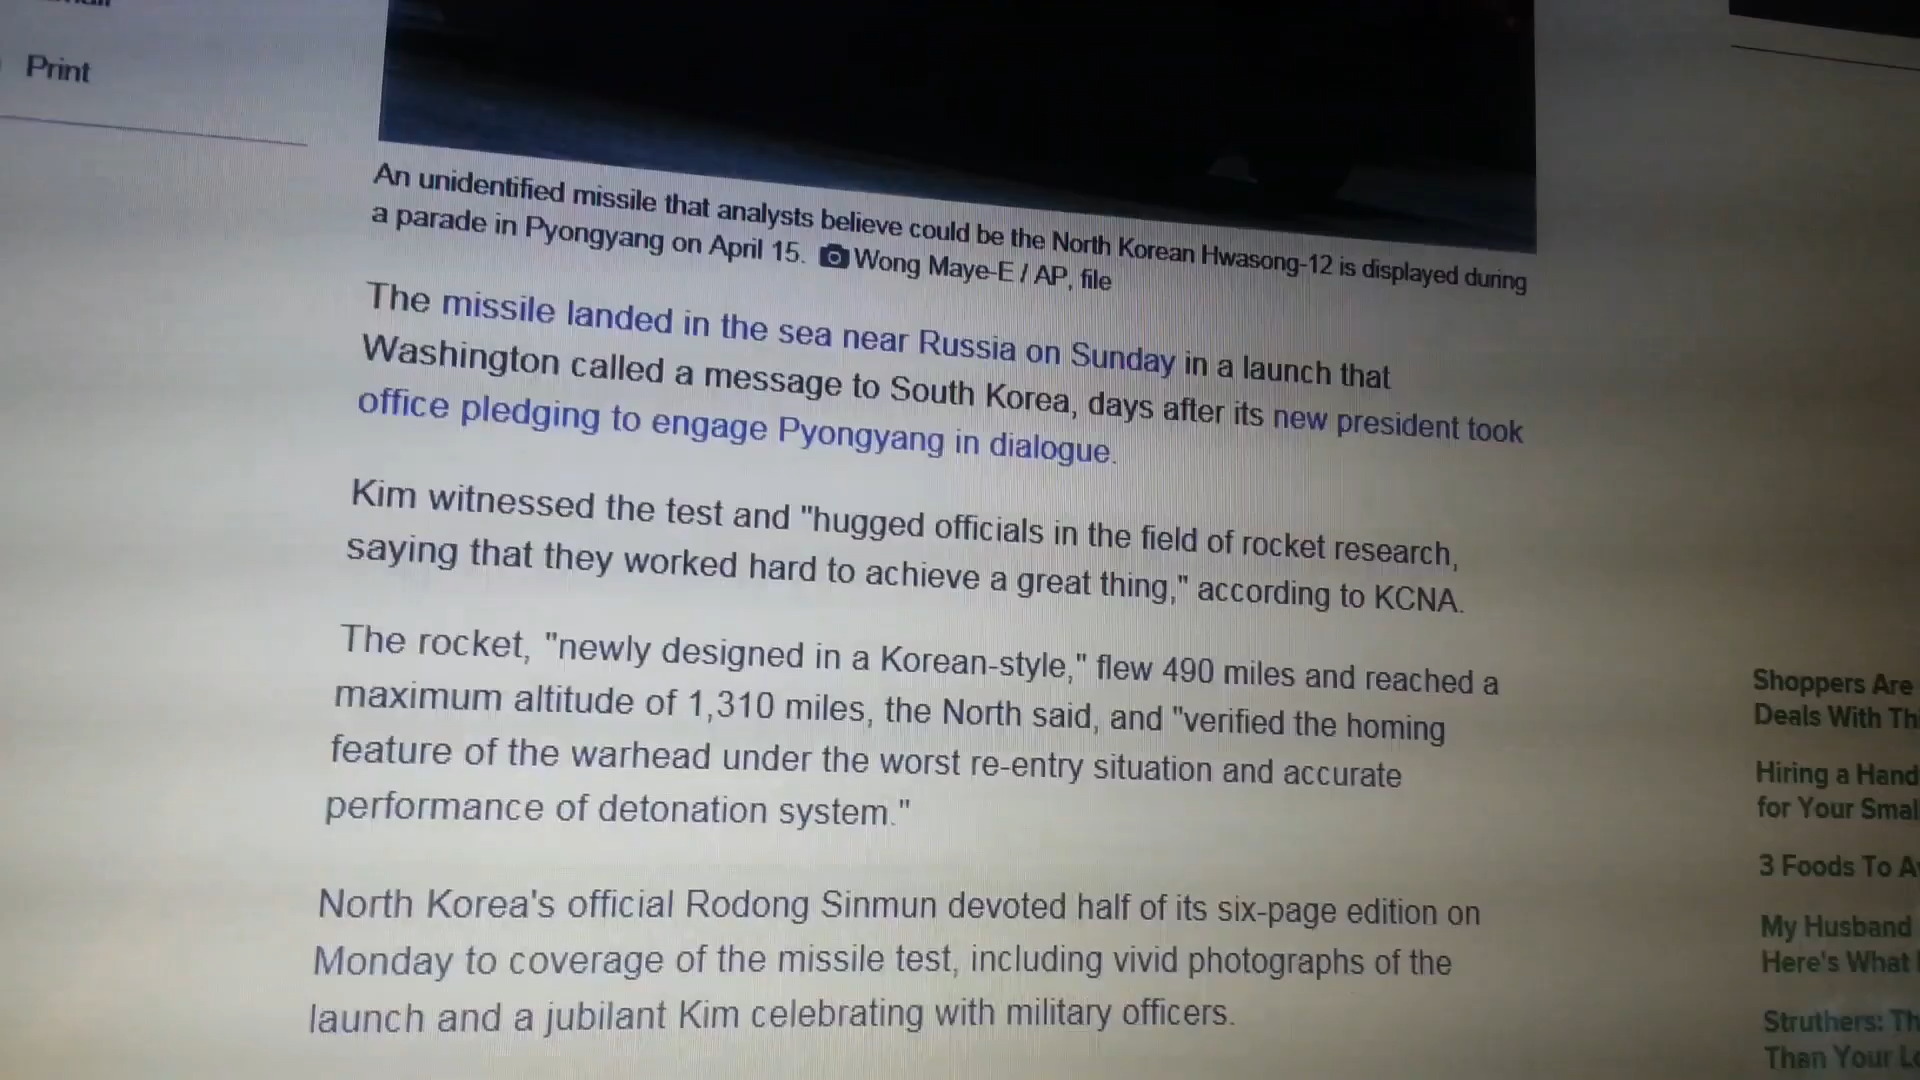 Print
An unidentified missile that analysts believe could be the North Korean Hwasong-12 is displayed during
a parade in Pyongyang on April 15. Wong Maye-E / AP, file
The missile landed in the sea near Russia on Sunday in a launch that
Washington called a message to South Korea, days after its new president took
office pledging to engage Pyongyang in dialogue.
Kim witnessed the test and "hugged officials in the field of rocket research,
saying that they worked hard to achieve a great thing," according to KCNA.
The rocket, "newly designed in a Korean-style," flew 490 miles and reached a
maximum altitude of 1,310 miles, the North said, and "verified the homing
feature of the warhead under the worst re-entry situation and accurate
performance of detonation system."
North Korea's official Rodong Sinmun devoted half of its six-page edition on
Monday to coverage of the missile test, including vivid photographs of the
launch and a jubilant Kim celebrating with military officers.
Shoppers Are
Deals With
Hiring a
for Your
3 Foods To
My Husband
Here's What
Struthers:
Than Your